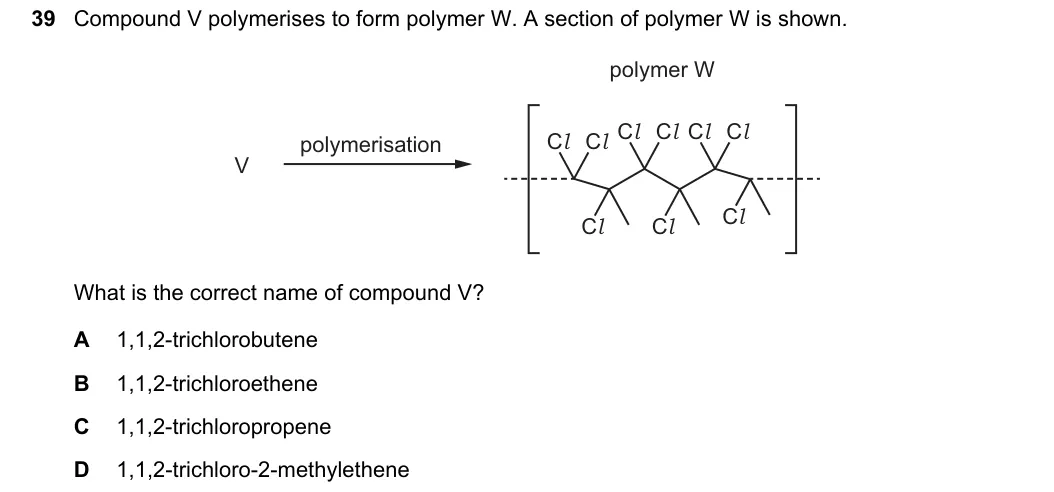 39 Compound V polymerises to form polymer W. A section of polymer W is shown.
polymer W
polymerisation
V
Cl Cl Cl Cl Cl Cl
Cl Cl Cl
What is the correct name of compound V?
A 1,1,2-trichlorobutene
B 1,1,2-trichloroethene
C 1,1,2-trichloropropene
D 1,1,2-trichloro-2-methylethene